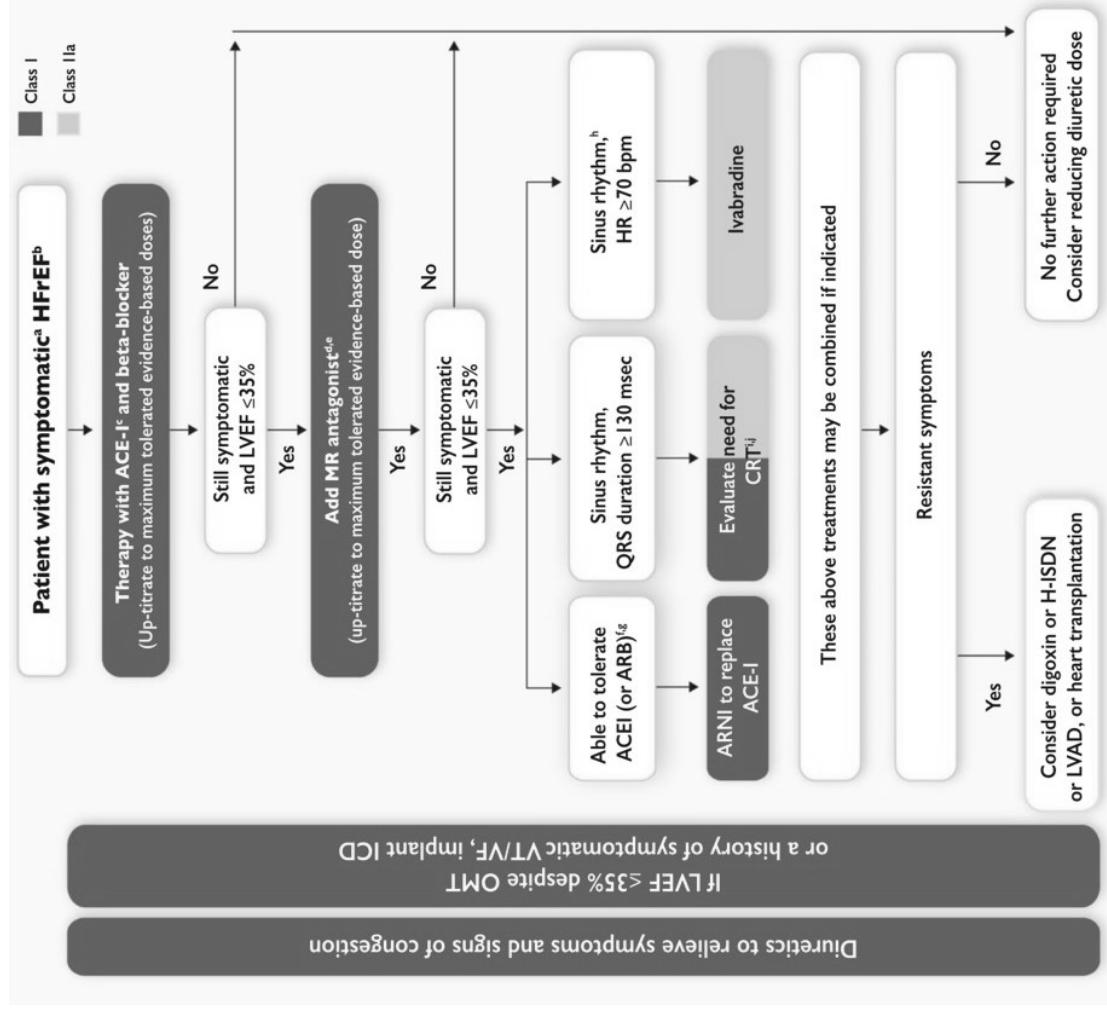 Class I
Class IIa
Patient with symptomaticᵃ HFrEFᵇ
Therapy with ACE-Iᶜ and beta-blocker
(Up-titrate to maximum tolerated evidence-based doses)
Still symptomatic
and LVEF ≤35%
No
Yes
Add MR antagonistᵈ,ᵉ
(up-titrate to maximum tolerated evidence-based dose)
Still symptomatic
and LVEF ≤35%
No
Yes
Yes
Able to tolerate
ACEI (or ARB)ᶠ,ᵍ
Sinus rhythm,
QRS duration ≥130 msec
Sinus rhythm,ʰ
HR ≥70 bpm
ARNI to replace
ACE-I
Evaluate need for
CRTⁱ,ʲ
Ivabradine
These above treatments may be combined if indicated
Resistant symptoms
Yes
No
Consider digoxin or H-ISDN
or LVAD, or heart transplantation
No further action required
Consider reducing diuretic dose
Diuretics to relieve symptoms and signs of congestion
If LVEF ≤35% despite OMT
or a history of symptomatic VT/VF, implant ICD